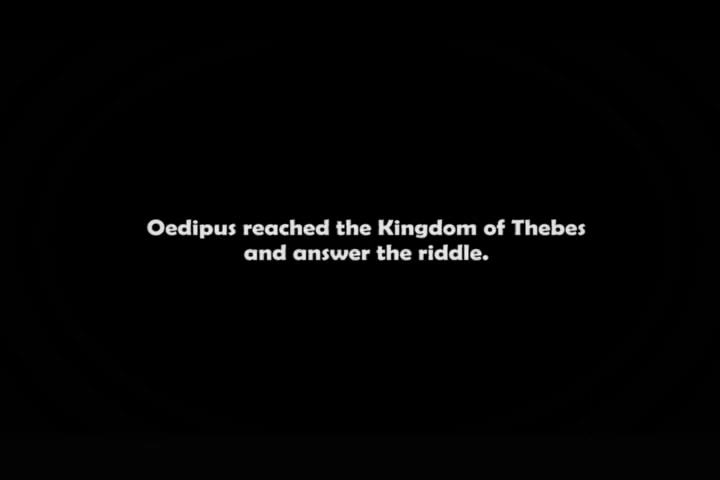 Oedipus reached the Kingdom of Thebes
and answer the riddle.